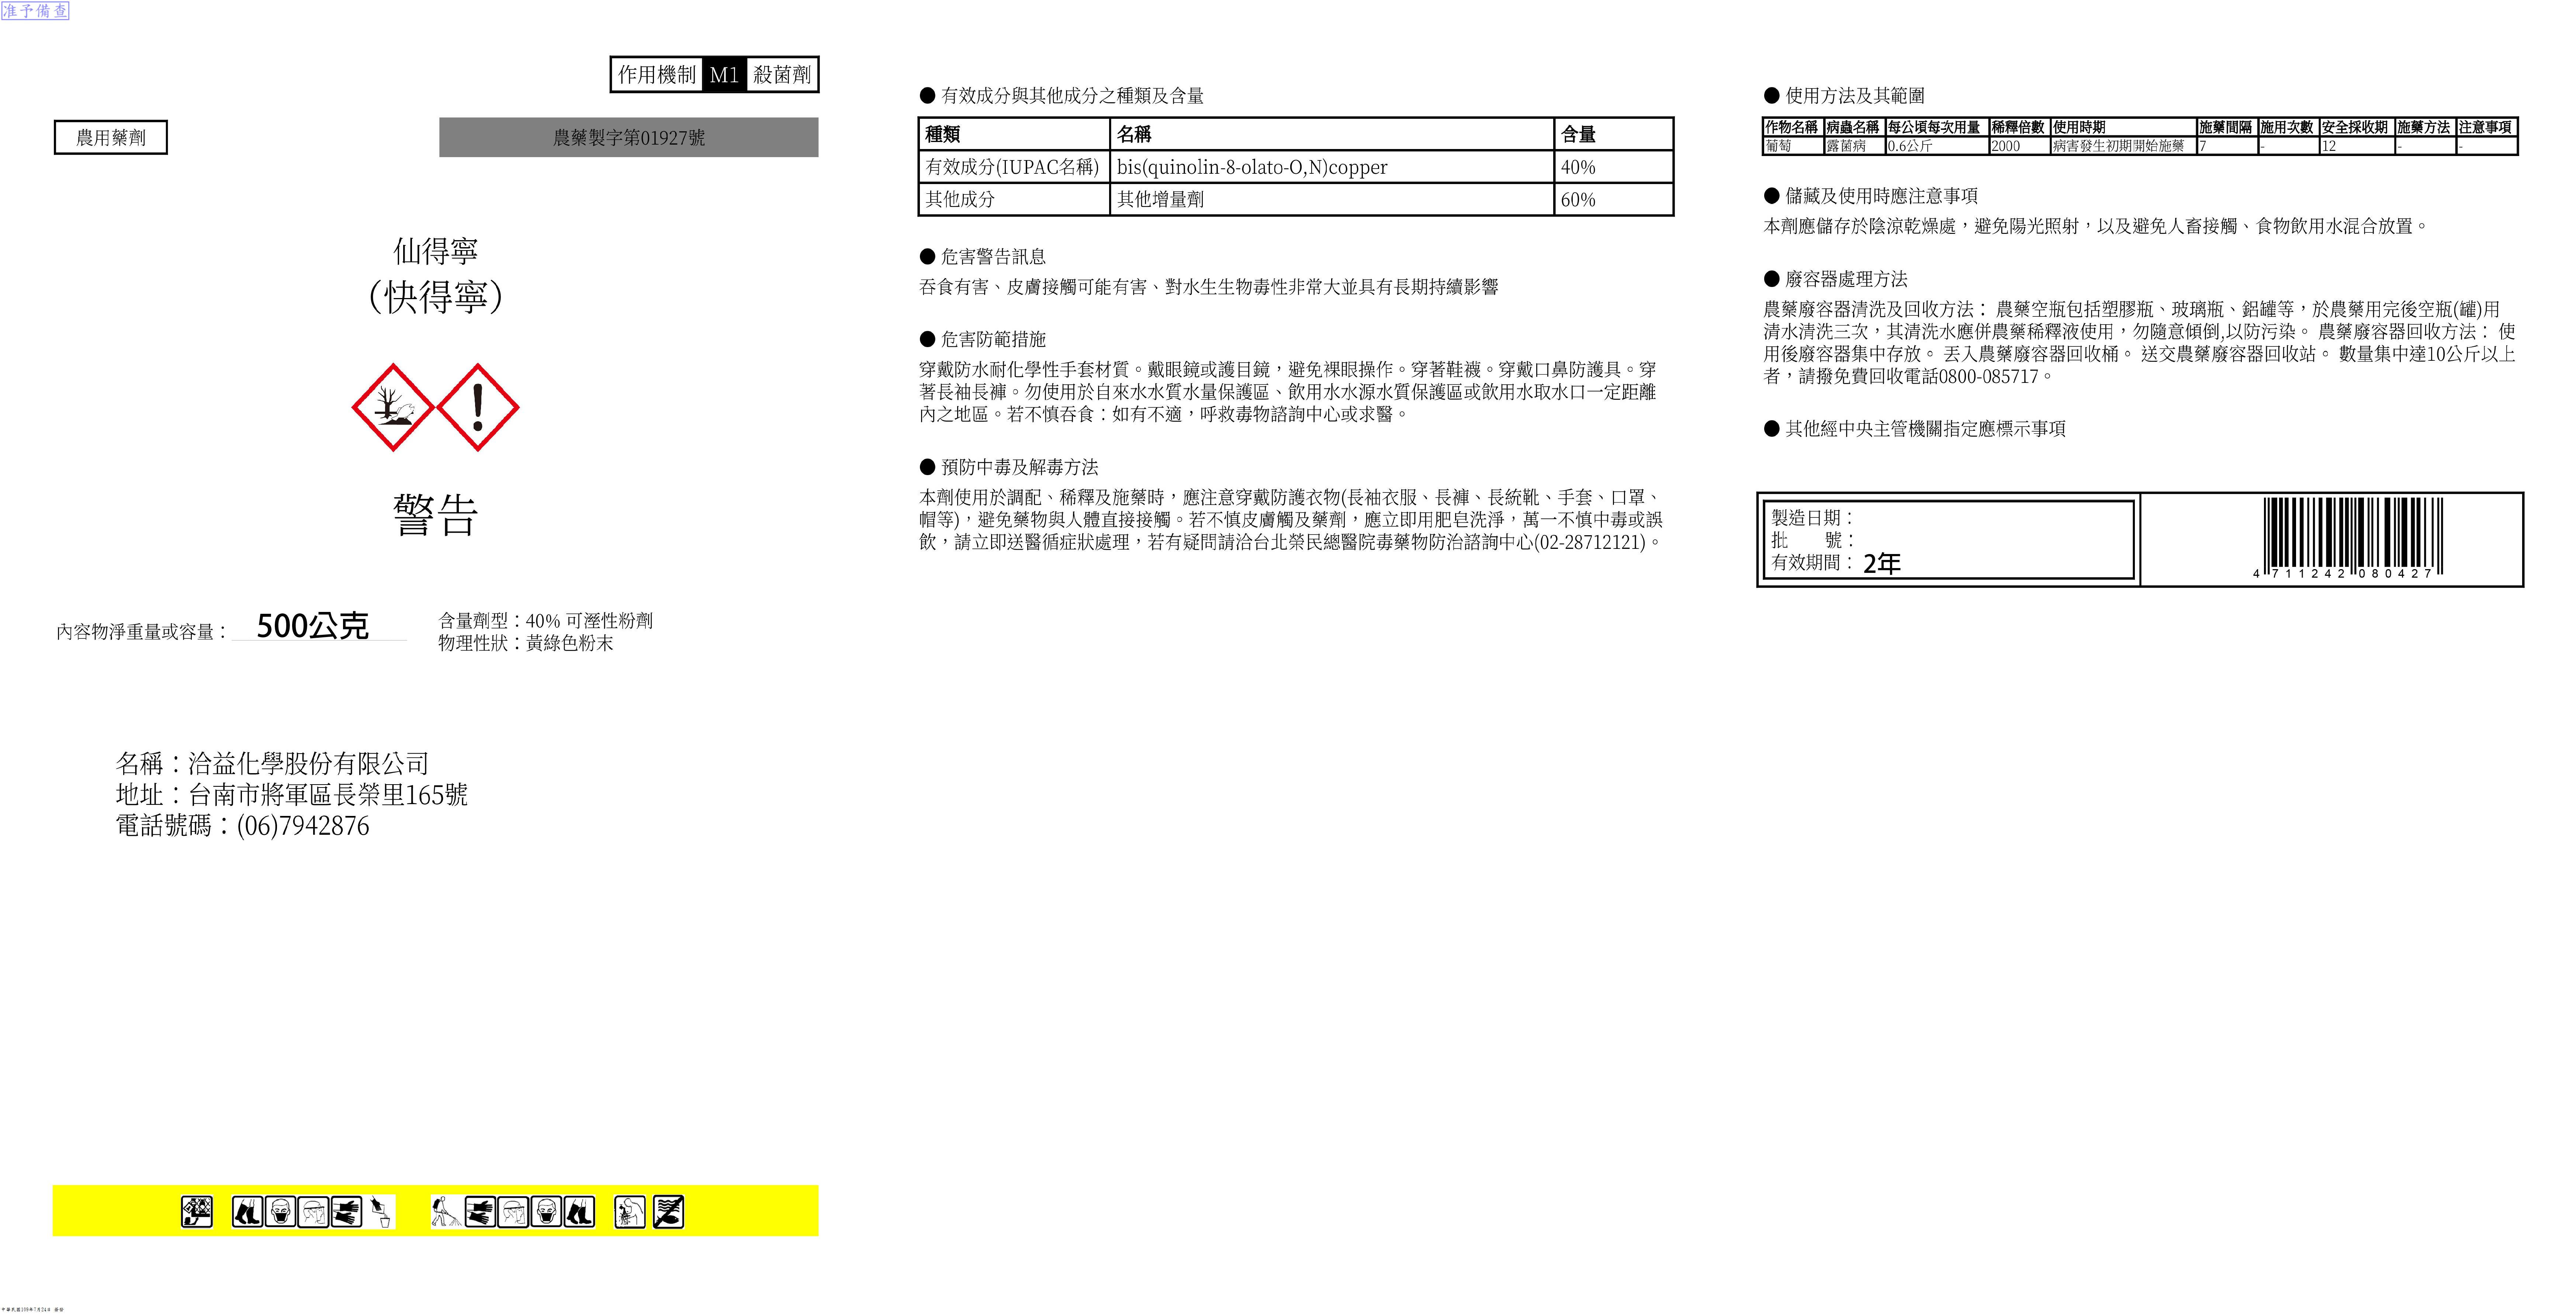 准予備查
作用機制 M1 殺菌劑
農用藥劑
農藥製字第01927號
仙得寧
（快得寧）
警告
內容物淨重量或容量： 500公克
含量劑型：40% 可溼性粉劑
物理性狀：黃綠色粉末
名稱：洽益化學股份有限公司
地址：台南市將軍區長榮里165號
電話號碼：(06)7942876
● 有效成分與其他成分之種類及含量
種類 名稱 含量
有效成分(IUPAC名稱) bis(quinolin-8-olato-O,N)copper 40%
其他成分 其他增量劑 60%
● 危害警告訊息
吞食有害、皮膚接觸可能有害、對水生生物毒性非常大並具有長期持續影響
● 危害防範措施
穿戴防水耐化學性手套材質。戴眼鏡或護目鏡，避免裸眼操作。穿著鞋襪。穿戴口鼻防護具。穿
著長袖長褲。勿使用於自來水水質水量保護區、飲用水水源水質保護區或飲用水取水口一定距離
內之地區。若不慎吞食：如有不適，呼救毒物諮詢中心或求醫。
● 預防中毒及解毒方法
本劑使用於調配、稀釋及施藥時，應注意穿戴防護衣物(長袖衣服、長褲、長統靴、手套、口罩、
帽等)，避免藥物與人體直接接觸。若不慎皮膚觸及藥劑，應立即用肥皂洗淨，萬一不慎中毒或誤
飲，請立即送醫循症狀處理，若有疑問請洽台北榮民總醫院毒藥物防治諮詢中心(02-28712121)。
● 使用方法及其範圍
作物名稱 病蟲名稱 每公頃每次用量 稀釋倍數 使用時期 施藥間隔 施用次數 安全採收期 施藥方法 注意事項
葡萄 露菌病 0.6公斤 2000 病害發生初期開始施藥 7 - 12 - -
● 儲藏及使用時應注意事項
本劑應儲存於陰涼乾燥處，避免陽光照射，以及避免人畜接觸、食物飲用水混合放置。
● 廢容器處理方法
農藥廢容器清洗及回收方法： 農藥空瓶包括塑膠瓶、玻璃瓶、鋁罐等，於農藥用完後空瓶(罐)用
清水清洗三次，其清洗水應併農藥稀釋液使用，勿隨意傾倒,以防污染。 農藥廢容器回收方法： 使
用後廢容器集中存放。 丟入農藥廢容器回收桶。 送交農藥廢容器回收站。 數量集中達10公斤以上
者，請撥免費回收電話0800-085717。
● 其他經中央主管機關指定應標示事項
製造日期：
批 號：
有效期間： 2年
4 711242 080427